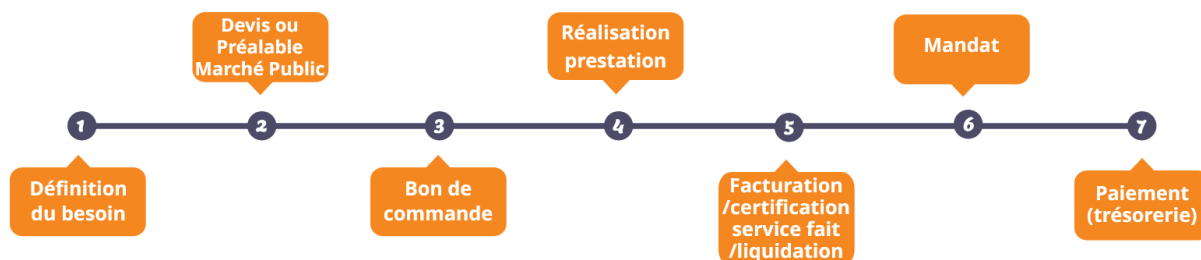 1
Définition
du besoin
2
Devis ou
Préalable
Marché Public
3
Bon de
commande
4
Réalisation
prestation
5
Facturation
/certification
service fait
/liquidation
6
Mandat
7
Paiement
(trésorerie)